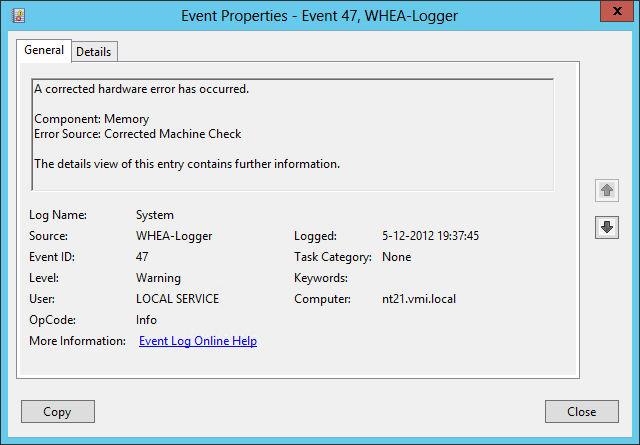 Event Properties - Event 47, WHEA-Logger
x
General Details
A corrected hardware error has occurred.
Component: Memory
Error Source: Corrected Machine Check
The details view of this entry contains further information.
Log Name: System
Source: WHEA-Logger Logged: 5-12-2012 19:37:45
Event ID: 47 Task Category: None
Level: Warning Keywords:
User: LOCAL SERVICE Computer: nt21.vmi.local
OpCode: Info
More Information: Event Log Online Help
Copy Close